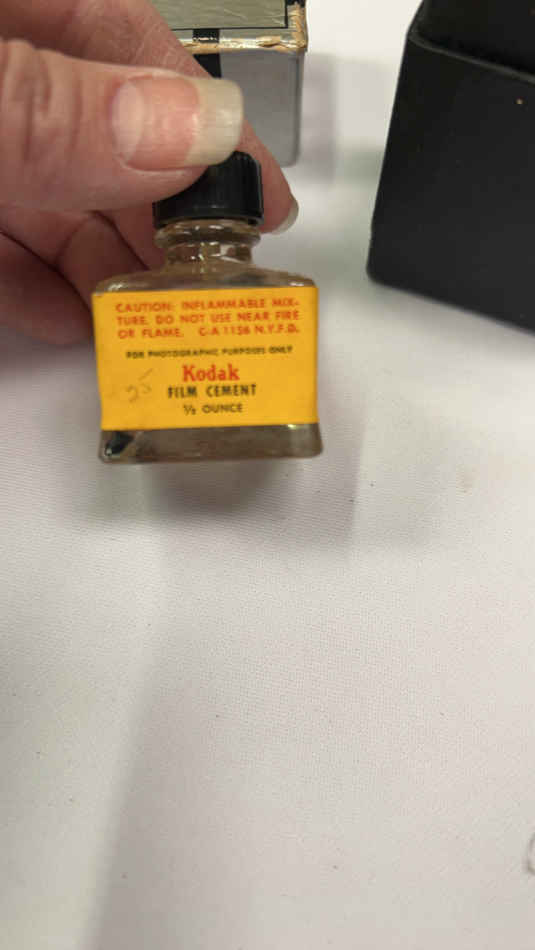 CAUTION: INFLAMMABLE MIX-
TURE. DO NOT USE NEAR FIRE
OR FLAME. C-A 1156 N.Y.F.D.
FOR PHOTOGRAPHIC PURPOSES ONLY
Kodak
25
FILM CEMENT
½ OUNCE